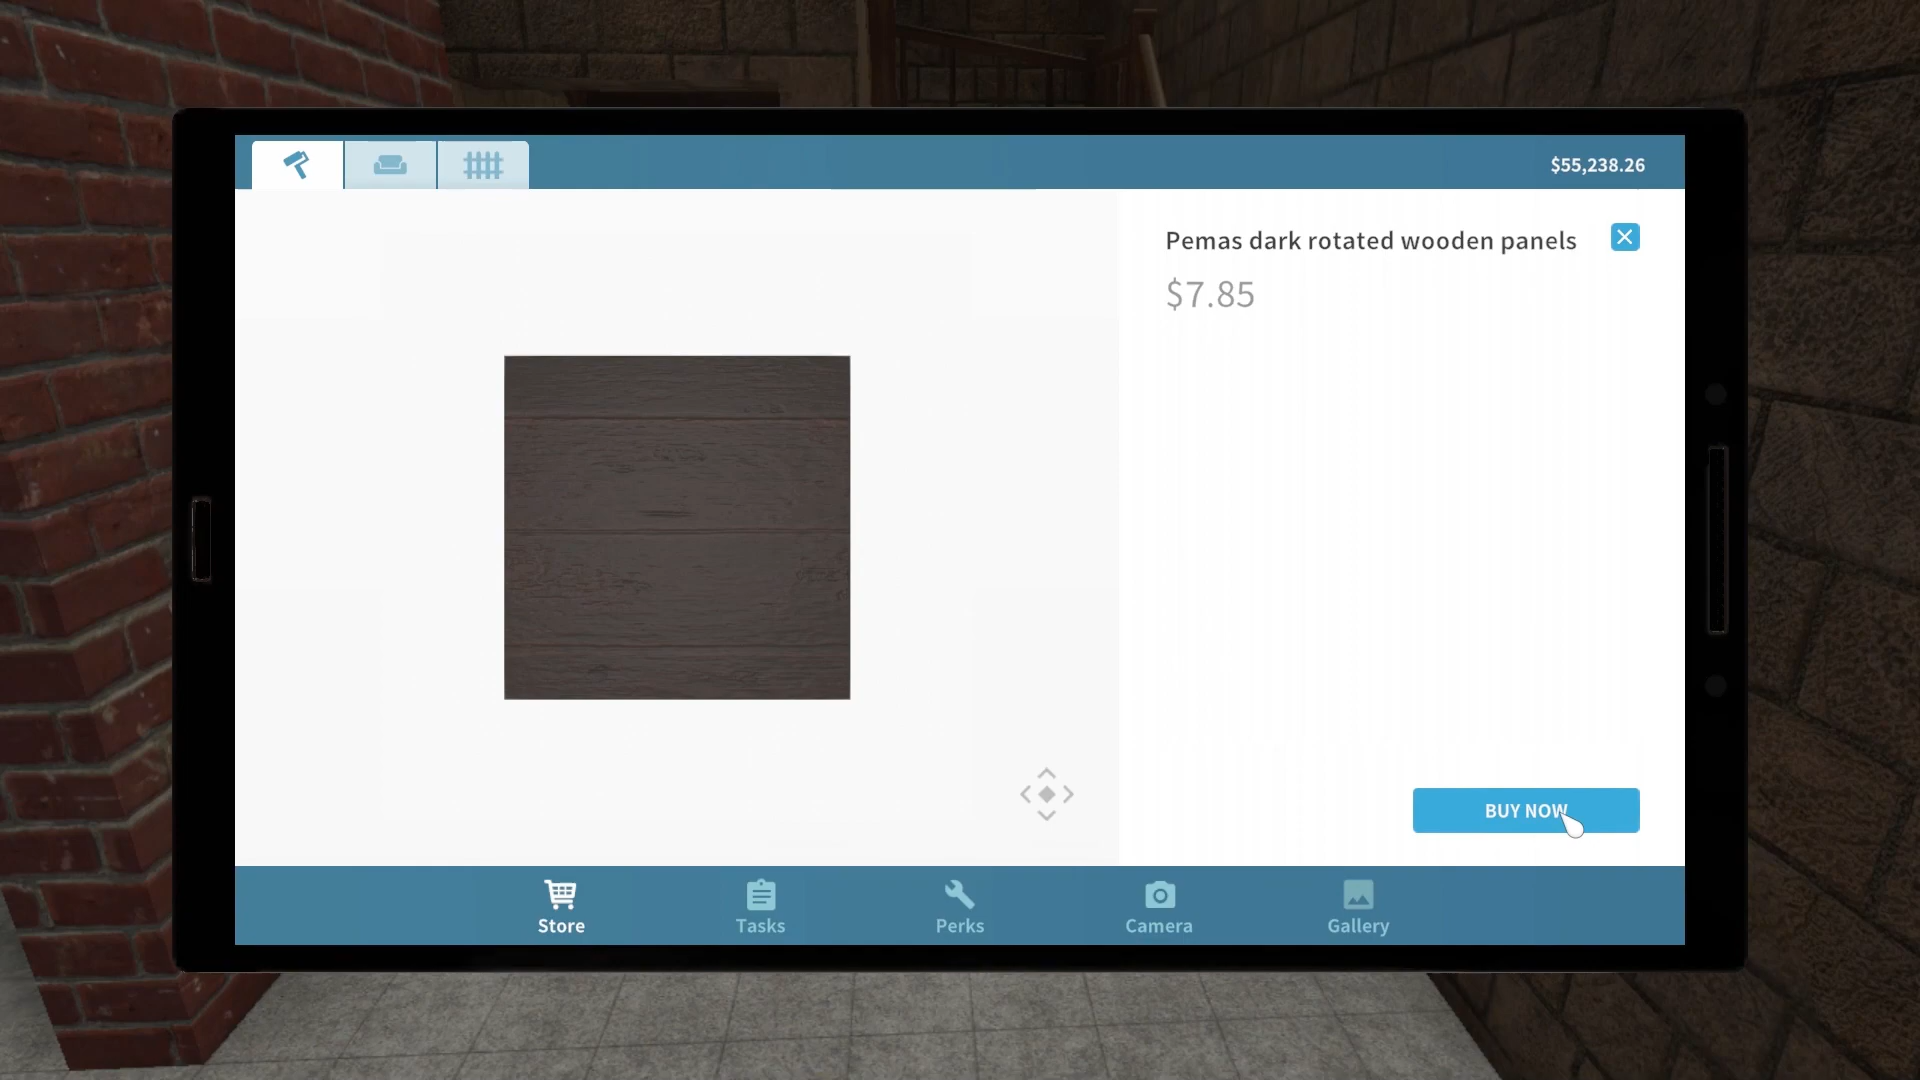 $55,238.26
Pemas dark rotated wooden panels
$7.85
BUY NOW
Store
Tasks
Perks
Camera
Gallery